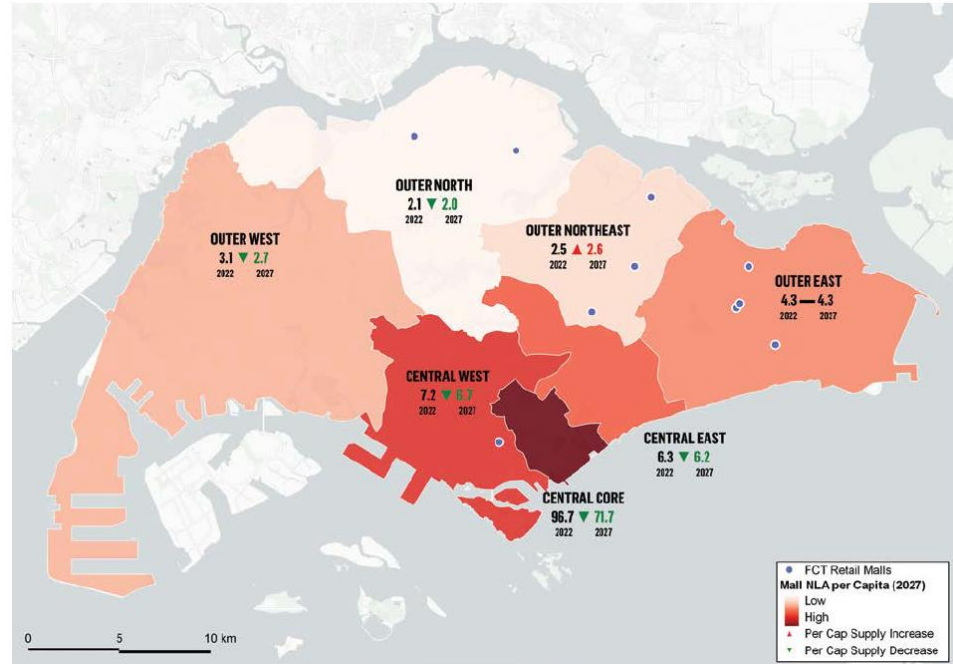 OUTER NORTH
2.1 ▼ 2.0
2022 2027
OUTER NORTHEAST
2.5 ▲ 2.6
2022 2027
OUTER WEST
3.1 ▼ 2.7
2022 2027
OUTER EAST
4.3 — 4.3
2022 2027
CENTRAL WEST
7.2 ▼ 6.7
2022 2027
CENTRAL EAST
6.3 ▼ 6.2
2022 2027
CENTRAL CORE
96.7 ▼ 71.7
2022 2027
FCT Retail Malls
Mall NLA per Capita (2027)
Low
High
Per Cap Supply Increase
Per Cap Supply Decrease
0 5 10 km